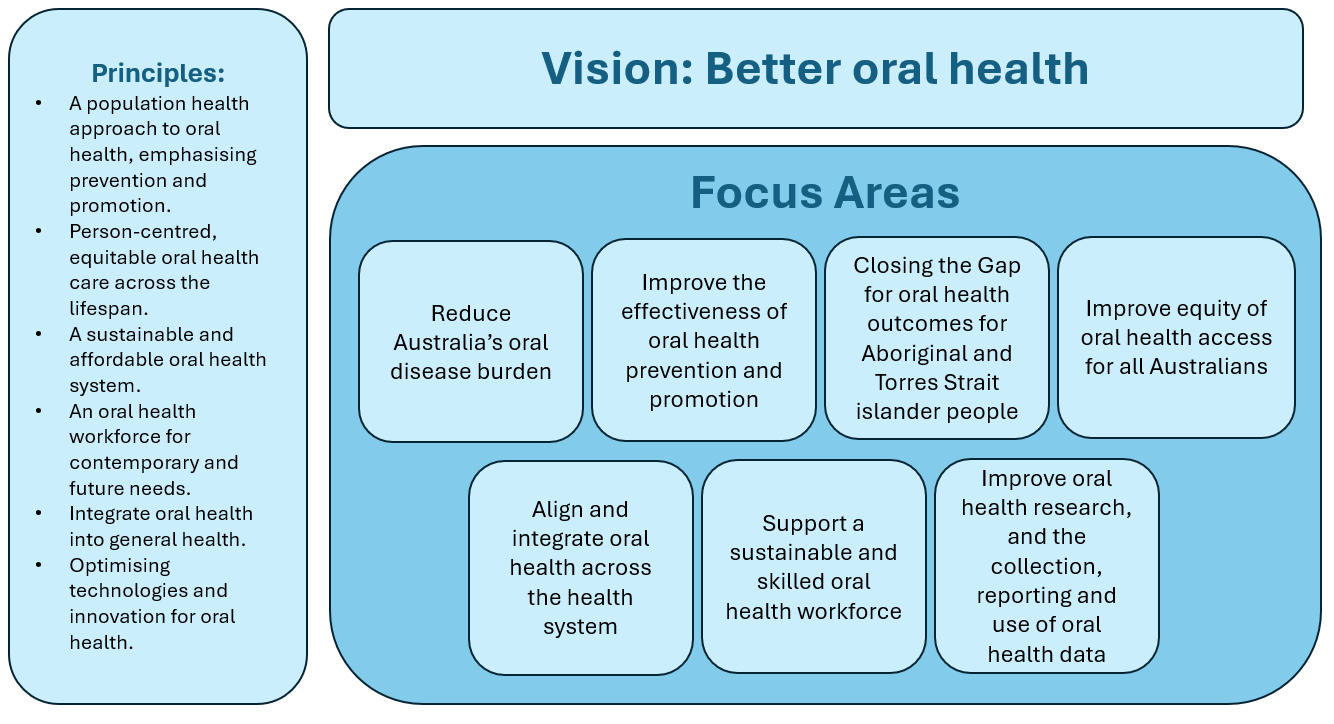 Principles:
• A population health
approach to oral
health, emphasising
prevention and
promotion.
• Person-centred,
equitable oral health
care across the
lifespan.
• A sustainable and
affordable oral health
system.
• An oral health
workforce for
contemporary and
future needs.
• Integrate oral health
into general health.
• Optimising
technologies and
innovation for oral
health.
Vision: Better oral health
Focus Areas
Reduce
Australia’s oral
disease burden
Improve the
effectiveness of
oral health
prevention and
promotion
Closing the Gap
for oral health
outcomes for
Aboriginal and
Torres Strait
islander people
Improve equity of
oral health access
for all Australians
Align and
integrate oral
health across
the health
system
Support a
sustainable and
skilled oral
health workforce
Improve oral
health research,
and the
collection,
reporting and
use of oral
health data